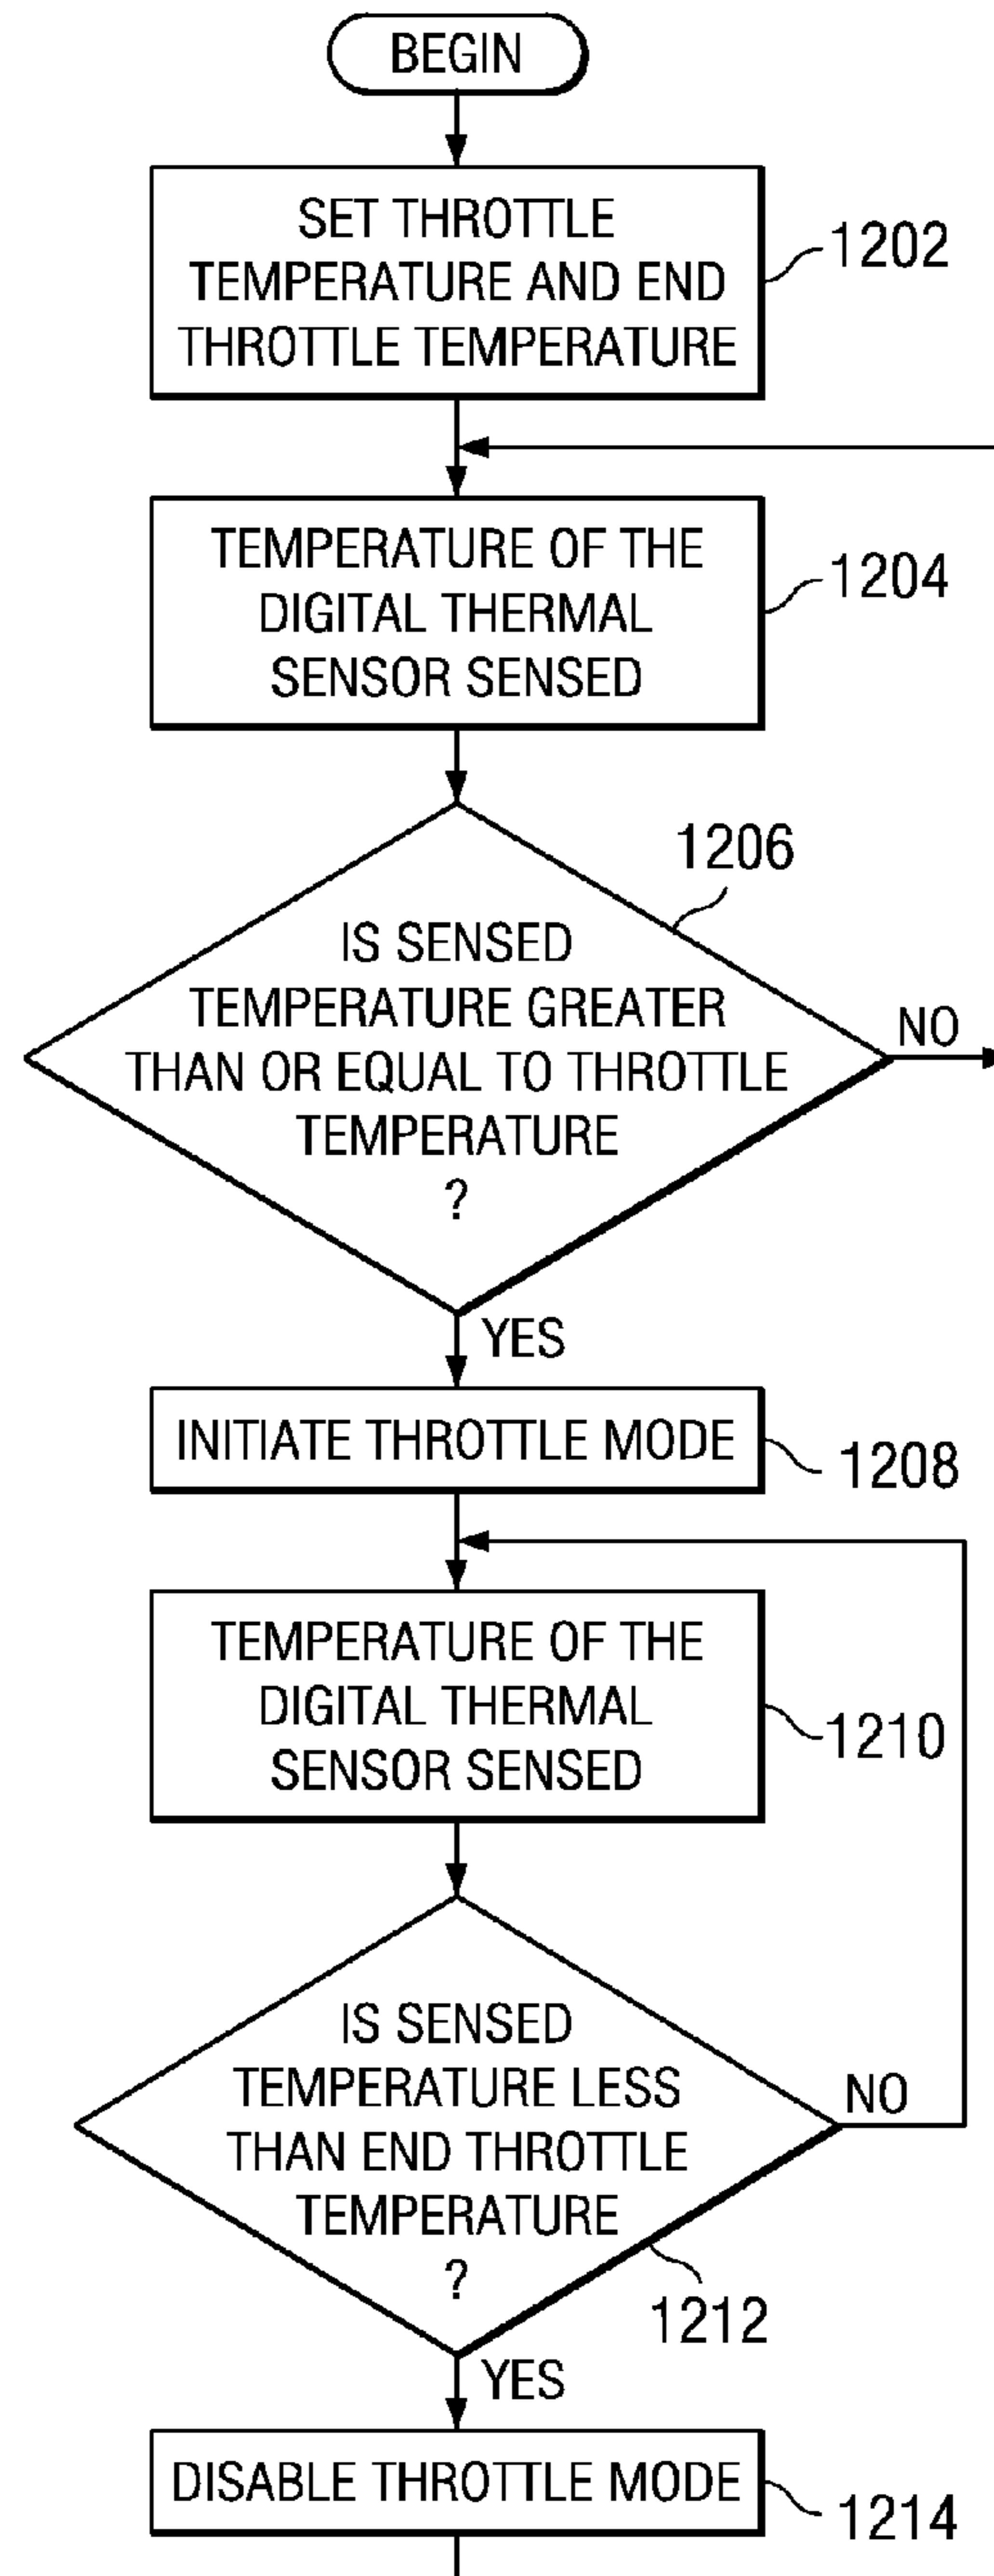 BEGIN
SET THROTTLE
TEMPERATURE AND END
THROTTLE TEMPERATURE
1202
TEMPERATURE OF THE
DIGITAL THERMAL
SENSOR SENSED
1204
1206
IS SENSED
TEMPERATURE GREATER
THAN OR EQUAL TO THROTTLE
TEMPERATURE
?
NO
YES
INITIATE THROTTLE MODE
1208
TEMPERATURE OF THE
DIGITAL THERMAL
SENSOR SENSED
1210
IS SENSED
TEMPERATURE LESS
THAN END THROTTLE
TEMPERATURE
?
NO
1212
YES
DISABLE THROTTLE MODE
1214